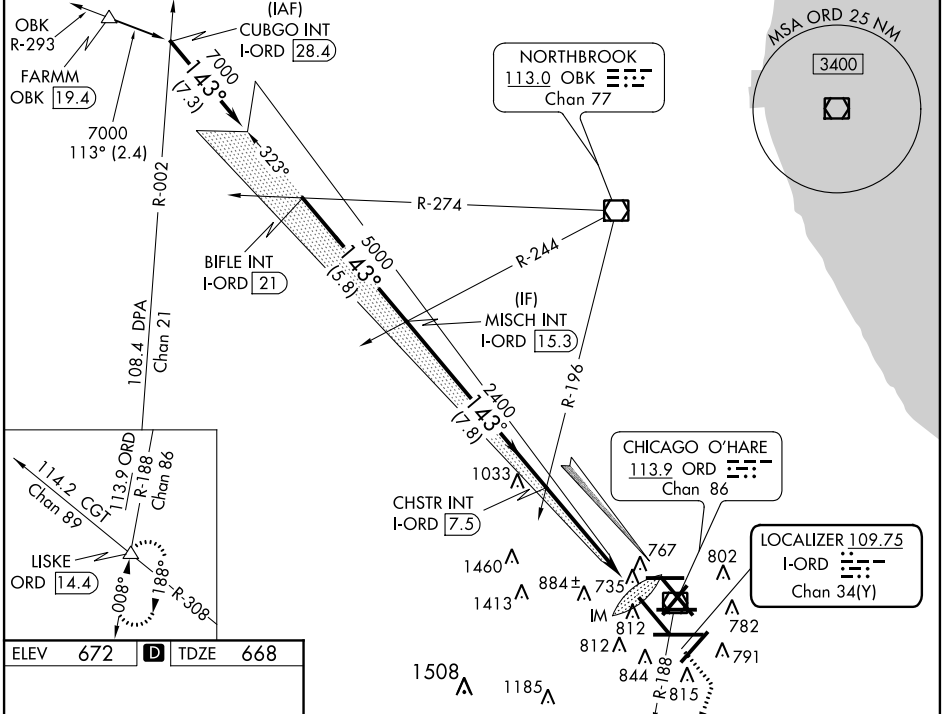 OBK
R-293
FARMM
OBK 19.4
7000
113° (2.4)
(IAF)
CUBGO INT
I-ORD 28.4
7000
143°
(7.3)
323°
R-002
108.4 DPA
Chan 21
BIFLE INT
I-ORD 21
R-274
5000
143°
(5.8)
R-244
(IF)
MISCH INT
I-ORD 15.3
NORTHBROOK
113.0 OBK
Chan 77
MSA ORD 25 NM
3400
R-196
2400
143°
(7.8)
CHSTR INT
I-ORD 7.5
1033
CHICAGO O'HARE
113.9 ORD
Chan 86
LOCALIZER 109.75
I-ORD
Chan 34(Y)
114.2 CGT
Chan 89
113.9 ORD
R-188
Chan 86
LISKE
ORD 14.4
008°
188°
R-308
1460
1413
884±
735
767
802
IM
812
782
812
844
R-188
815
791
1508
1185
ELEV 672 D TDZE 668